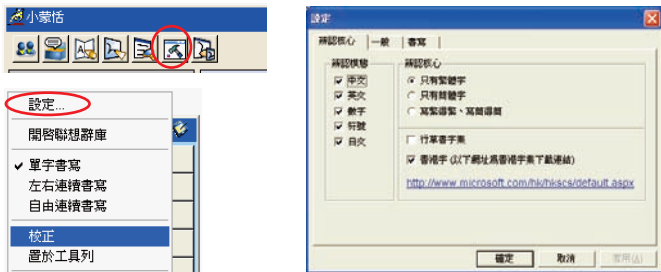 小蒙恬
設定...
開啓聯想辭庫
單字書寫
左右連續書寫
自由連續書寫
校正
置於工具列
設定
辨認核心
一般
書寫
辨認模態
中文
英文
數字
符號
日文
辨認核心
只有繁體字
只有簡體字
寫繁得繁、寫簡得簡
行草書字集
香港字 (以下網址爲香港字集下載連結)
http://www.microsoft.com/hk/hkscs/default.aspx
確定
取消
套用(A)